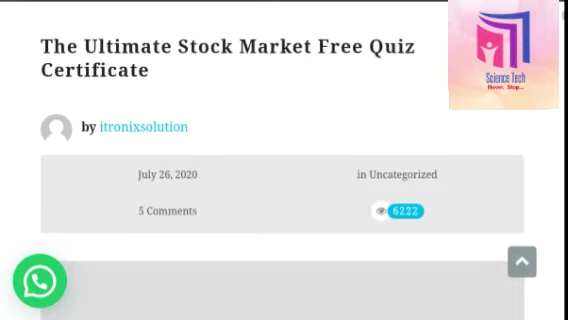 The Ultimate Stock Market Free Quiz
Certificate
Science Tech
Never. Stop...
by itronixsolution
July 26, 2020
in Uncategorized
5 Comments
6222